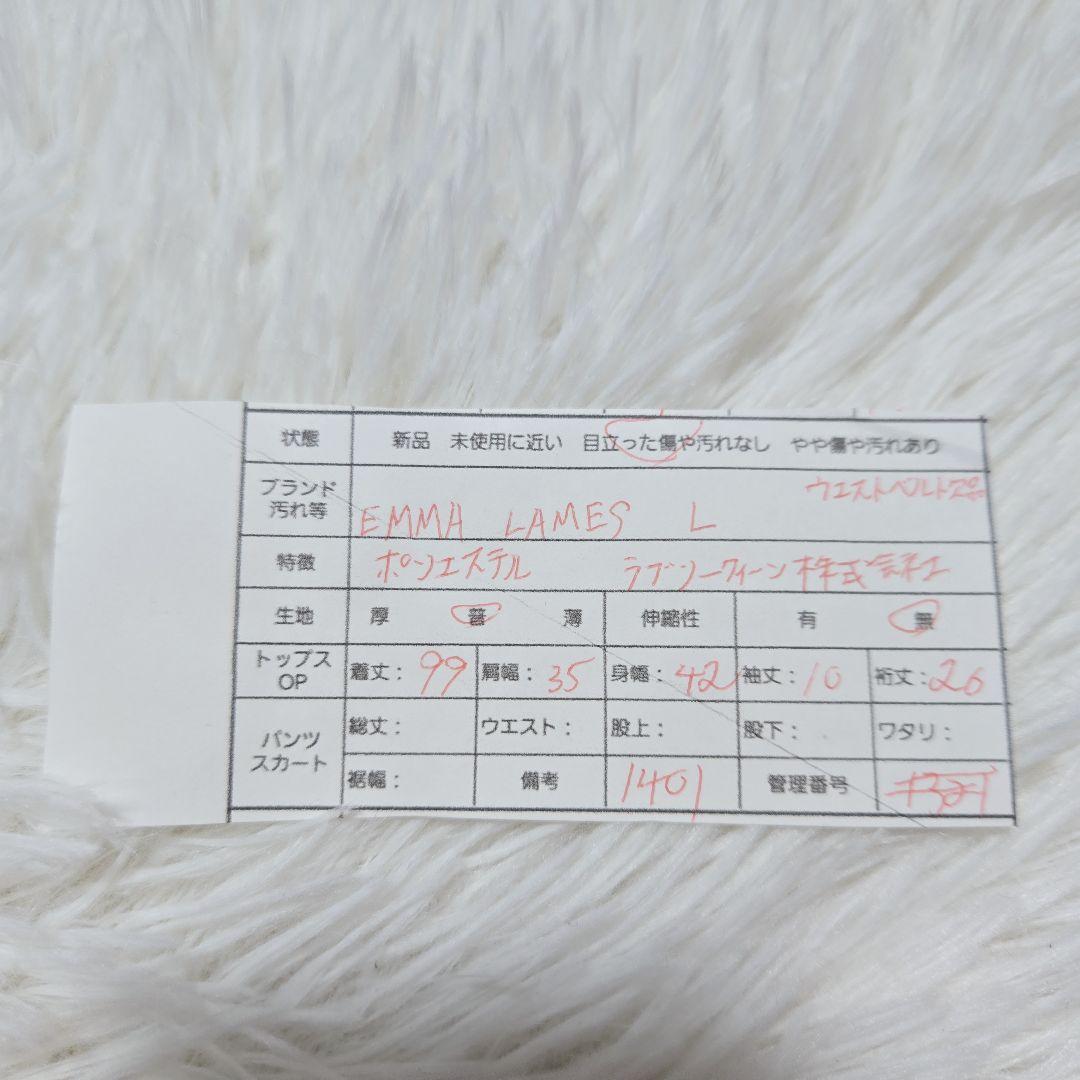 状態 新品 未使用に近い 目立った傷や汚れなし やや傷や汚れあり
ブランド 汚れ等 EMMA LAMES L ウエストベルト欠品
特徴 ポリエステル ラブリークィーン株式会社
生地 厚 普 薄 伸縮性 有 無
トップス OP 着丈： 99 肩幅： 35 身幅： 42 袖丈： 10 裄丈： 26
パンツ スカート 総丈： ウエスト： 股上： 股下： ワタリ：
裾幅： 備考 1401 管理番号